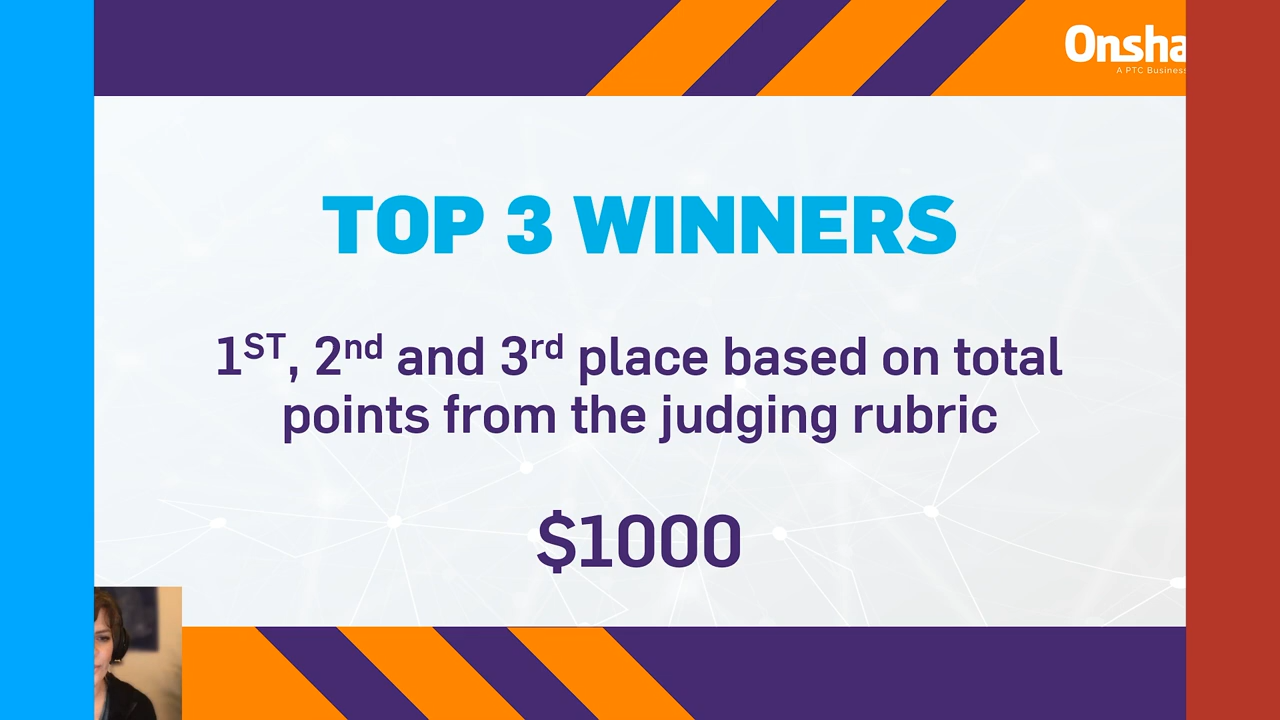 Onsha
A PTC Business
TOP 3 WINNERS
1ST, 2nd and 3rd place based on total
points from the judging rubric
$1000